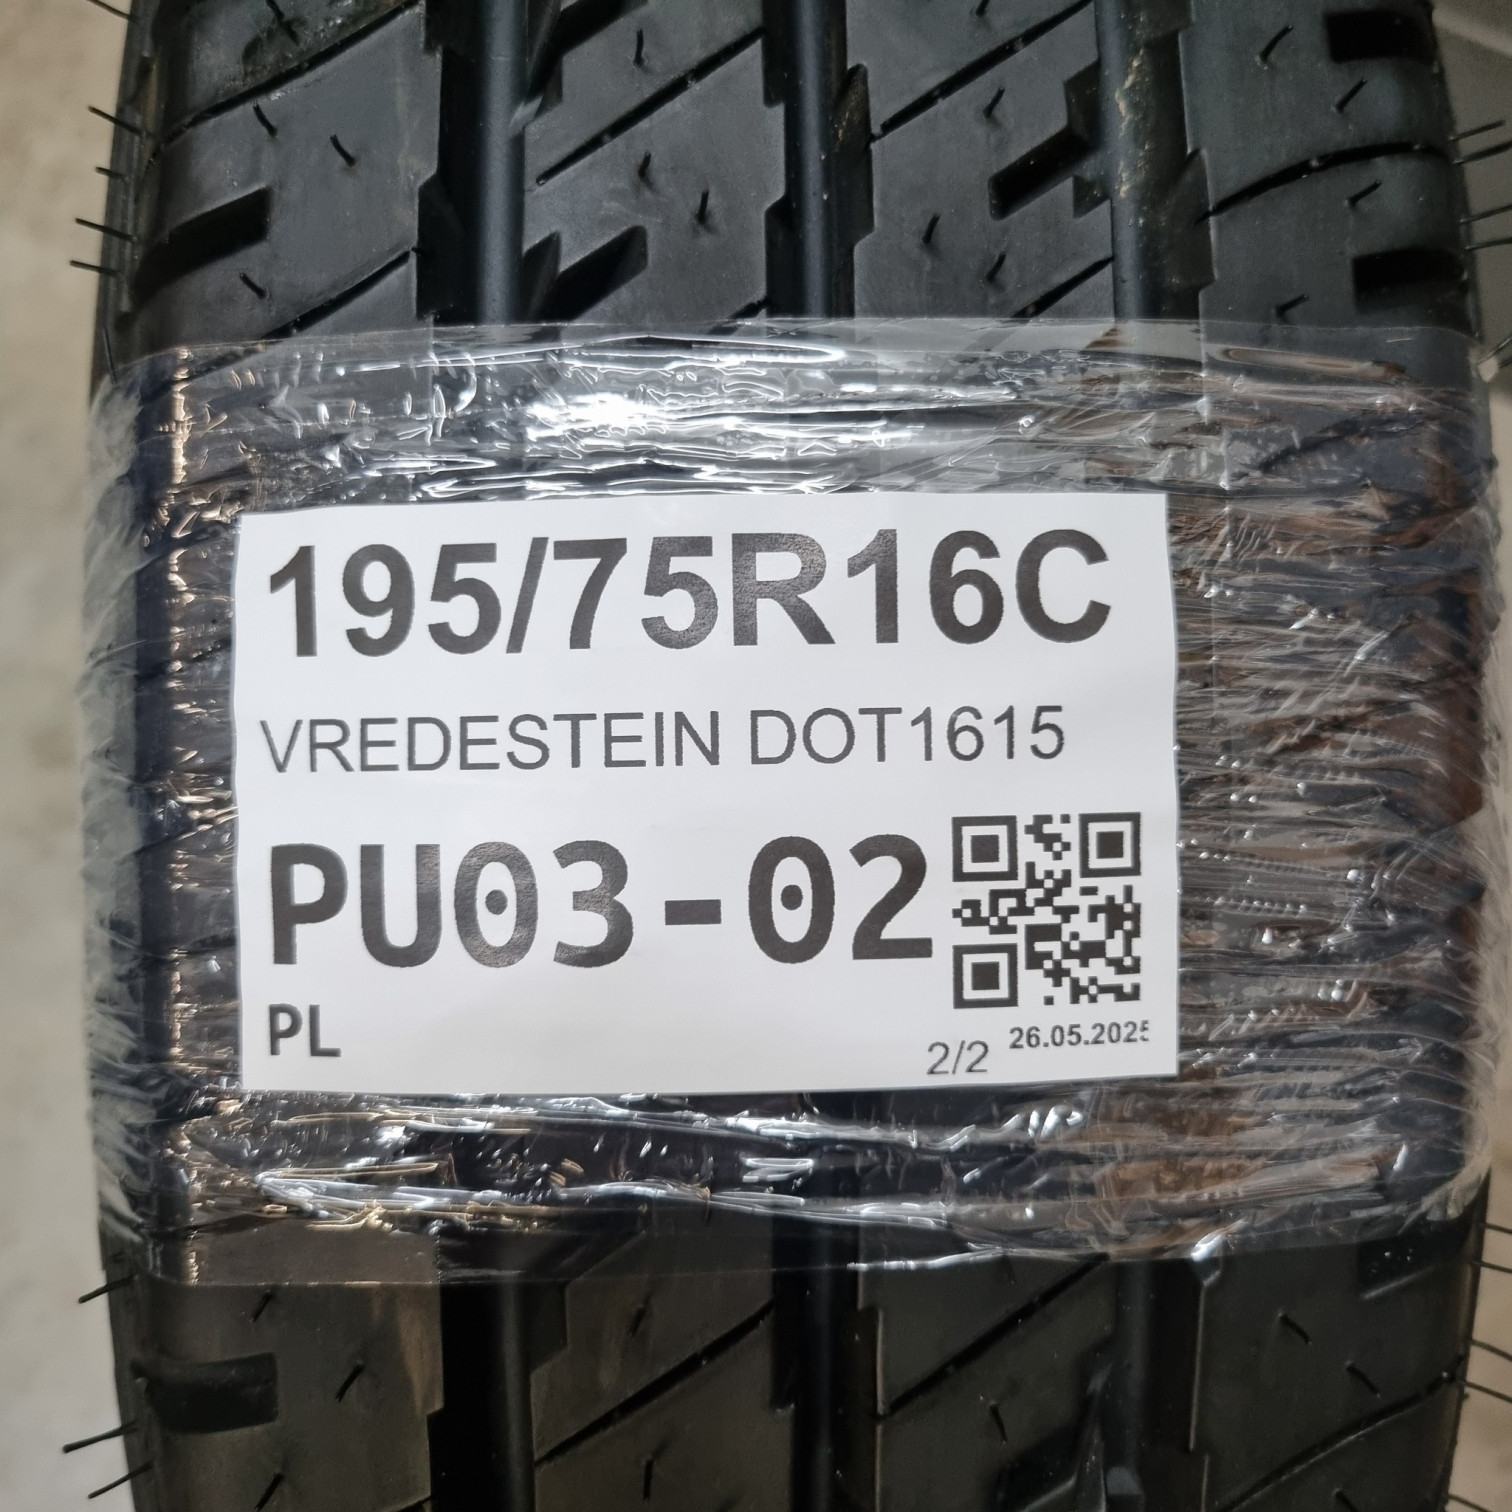 195/75R16C
VREDESTEIN DOT1615
PU03-02
PL
2/2 26.05.2025